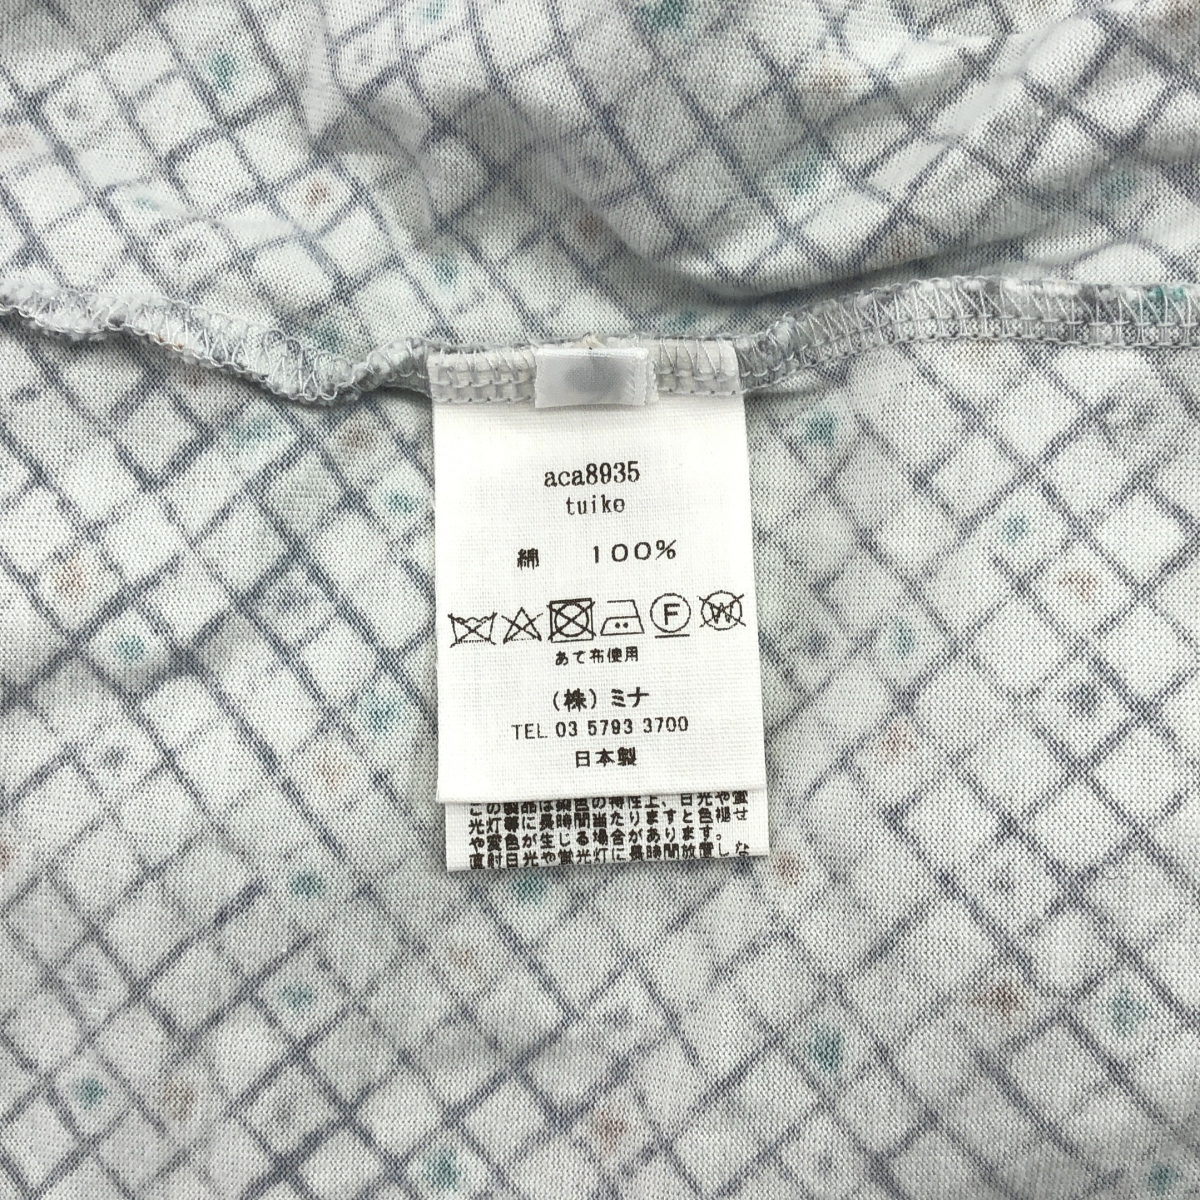 aca8935
tuiko
綿 100%
F W
あて布使用
（株）ミナ
TEL 03 5793 3700
日本製
この製品は染色の特性上、日光や蛍
光灯等に長時間当たりますと色褪せ
や変色が生じる場合があります。
直射日光や蛍光灯に長時間放置しな